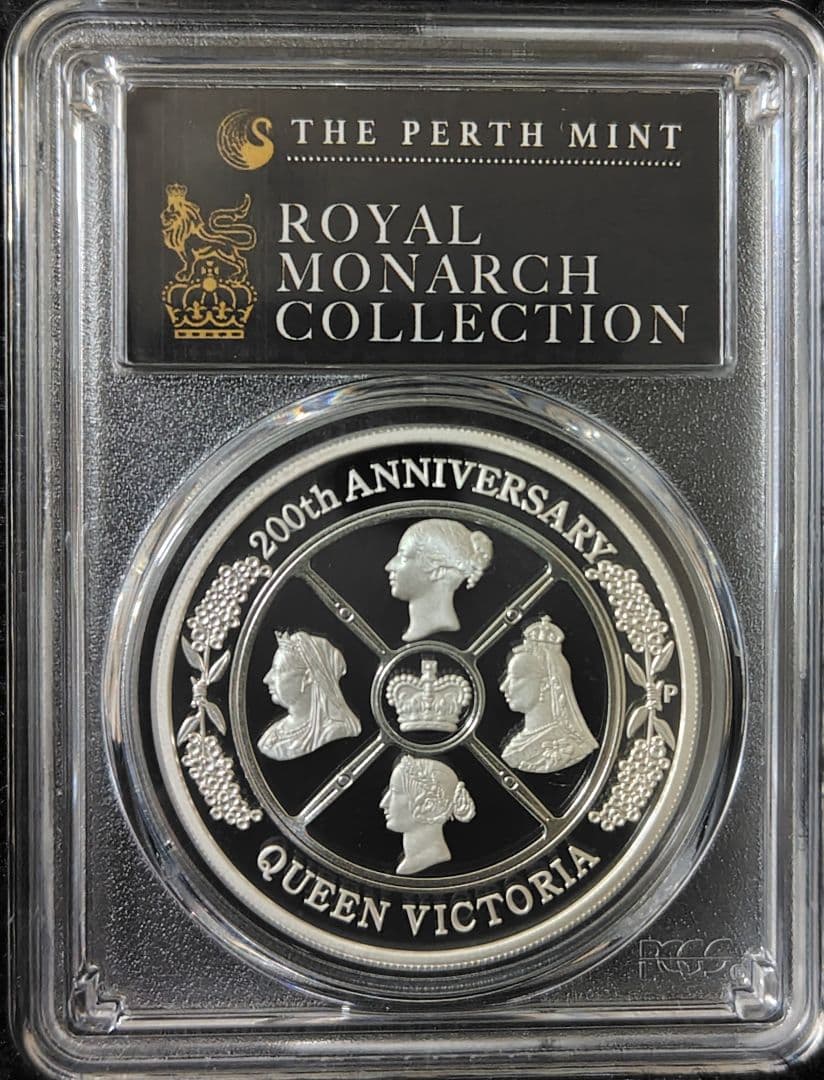 THE PERTH MINT
ROYAL
MONARCH
COLLECTION
200th ANNIVERSARY
P
QUEEN VICTORIA
PCGS